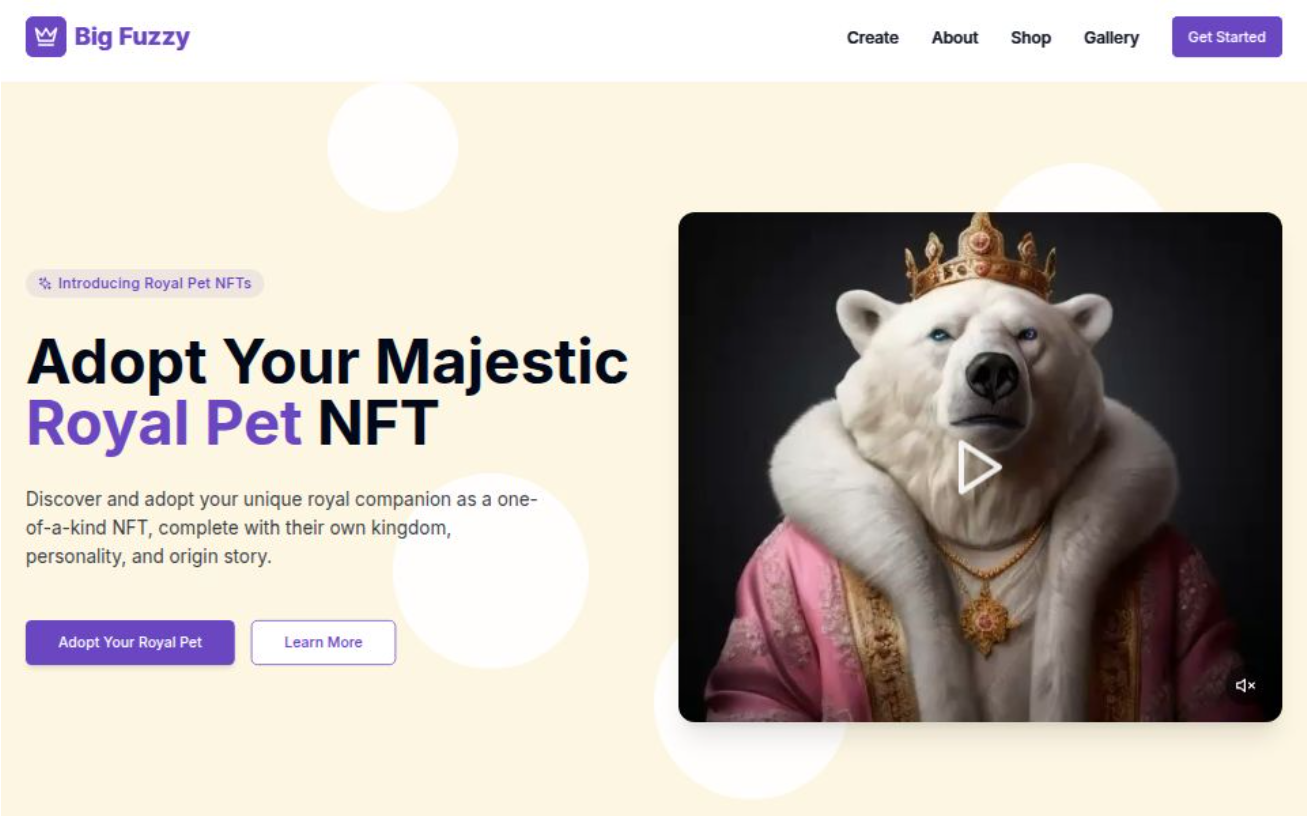 Big Fuzzy
Create
About
Shop
Gallery
Get Started
Introducing Royal Pet NFTs
Adopt Your Majestic
Royal Pet NFT
Discover and adopt your unique royal companion as a one-
of-a-kind NFT, complete with their own kingdom,
personality, and origin story.
Adopt Your Royal Pet
Learn More